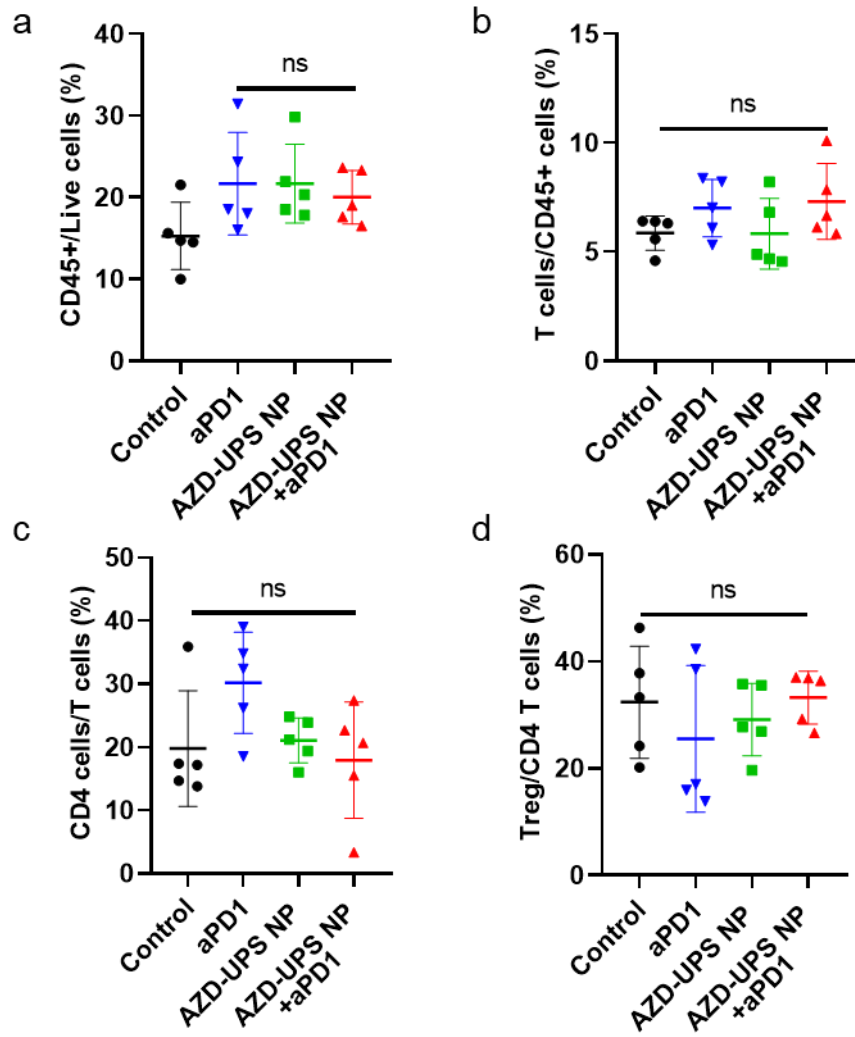 a
CD45+/Live cells (%)
40
30
20
10
0
ns
Control
aPD1
AZD-UPS NP
AZD-UPS NP
+aPD1
b
T cells/CD45+ cells (%)
15
10
5
0
ns
Control
aPD1
AZD-UPS NP
AZD-UPS NP
+aPD1
c
CD4 cells/T cells (%)
50
40
30
20
10
0
ns
Control
aPD1
AZD-UPS NP
AZD-UPS NP
+aPD1
d
Treg/CD4 T cells (%)
60
40
20
0
ns
Control
aPD1
AZD-UPS NP
AZD-UPS NP
+aPD1